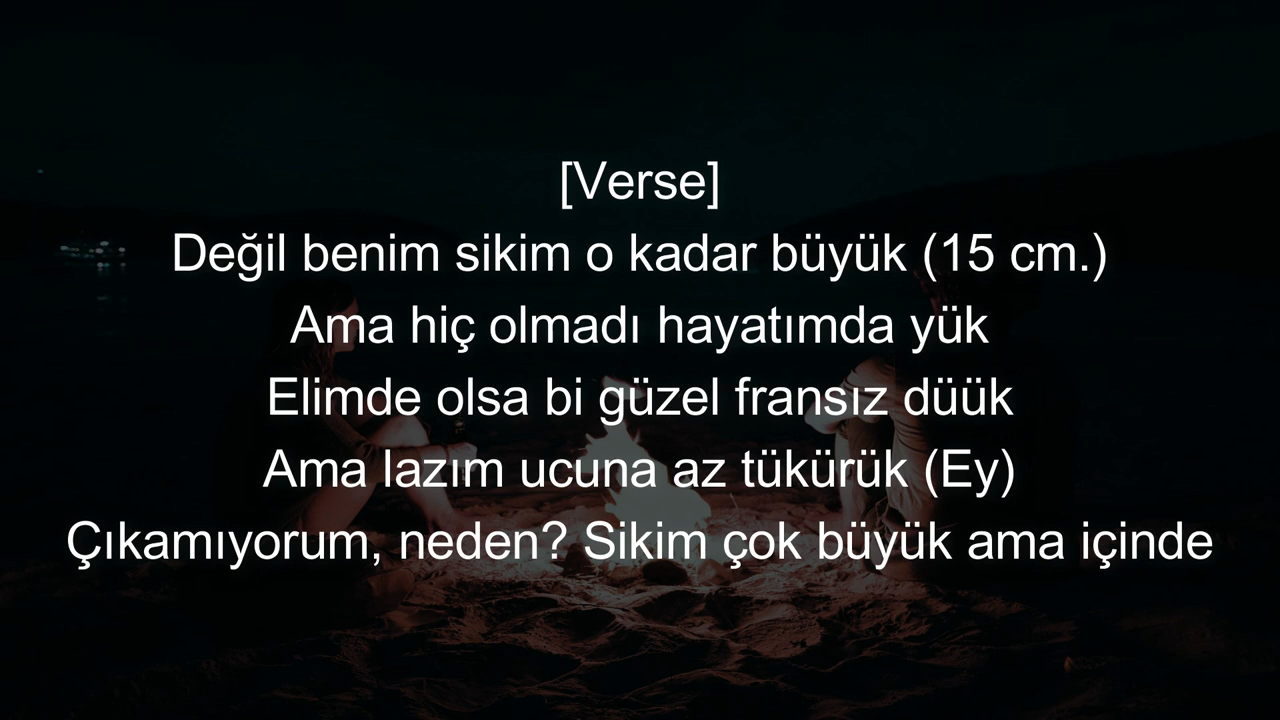 [Verse]
Değil benim sikim o kadar büyük (15 cm.)
Ama hiç olmadı hayatımda yük
Elimde olsa bi güzel fransız düük
Ama lazım ucuna az tükürük (Ey)
Çıkamıyorum, neden? Sikim çok büyük ama içinde